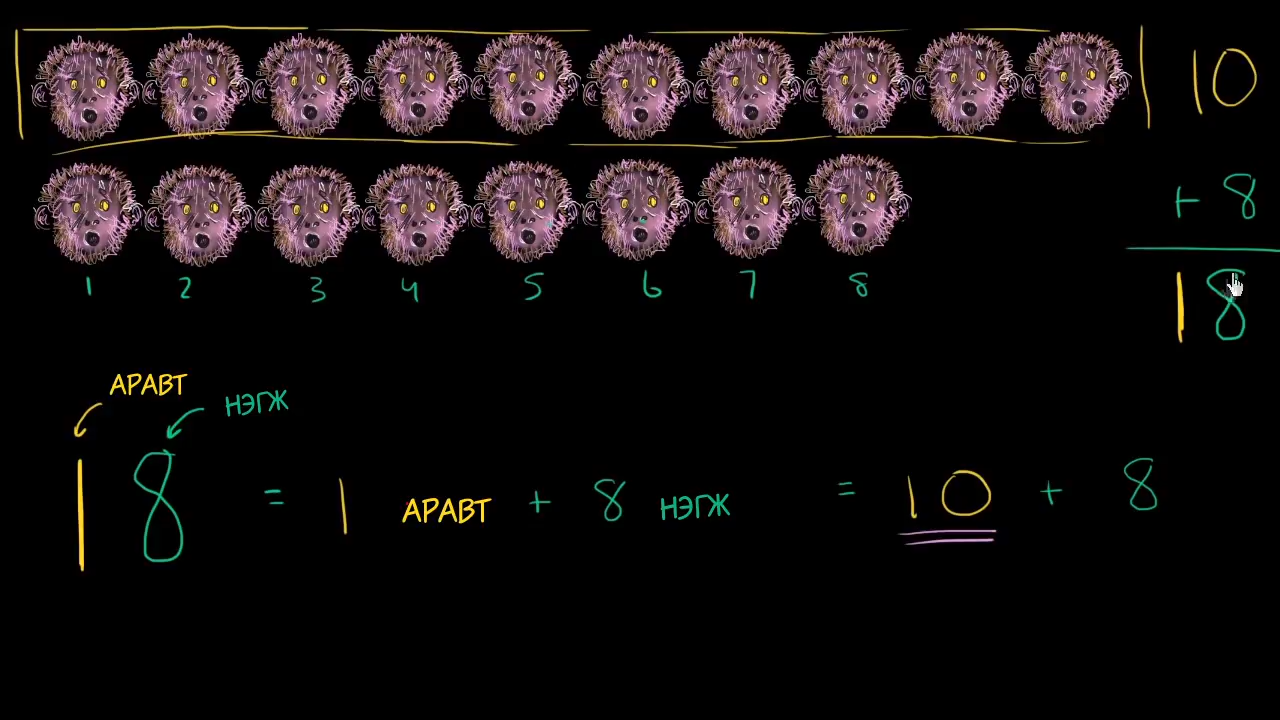 10
+ 8
18
1 2 3 4 5 6 7 8
АРАВТ
НЭГЖ
18 = 1 АРАВТ + 8 НЭГЖ = 10 + 8